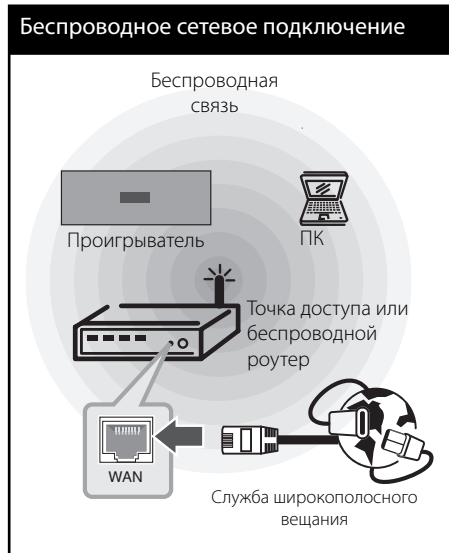 Беспроводное сетевое подключение
Беспроводная
связь
Проигрыватель
ПК
Точка доступа или
беспроводной
роутер
WAN
Служба широкополосного
вещания